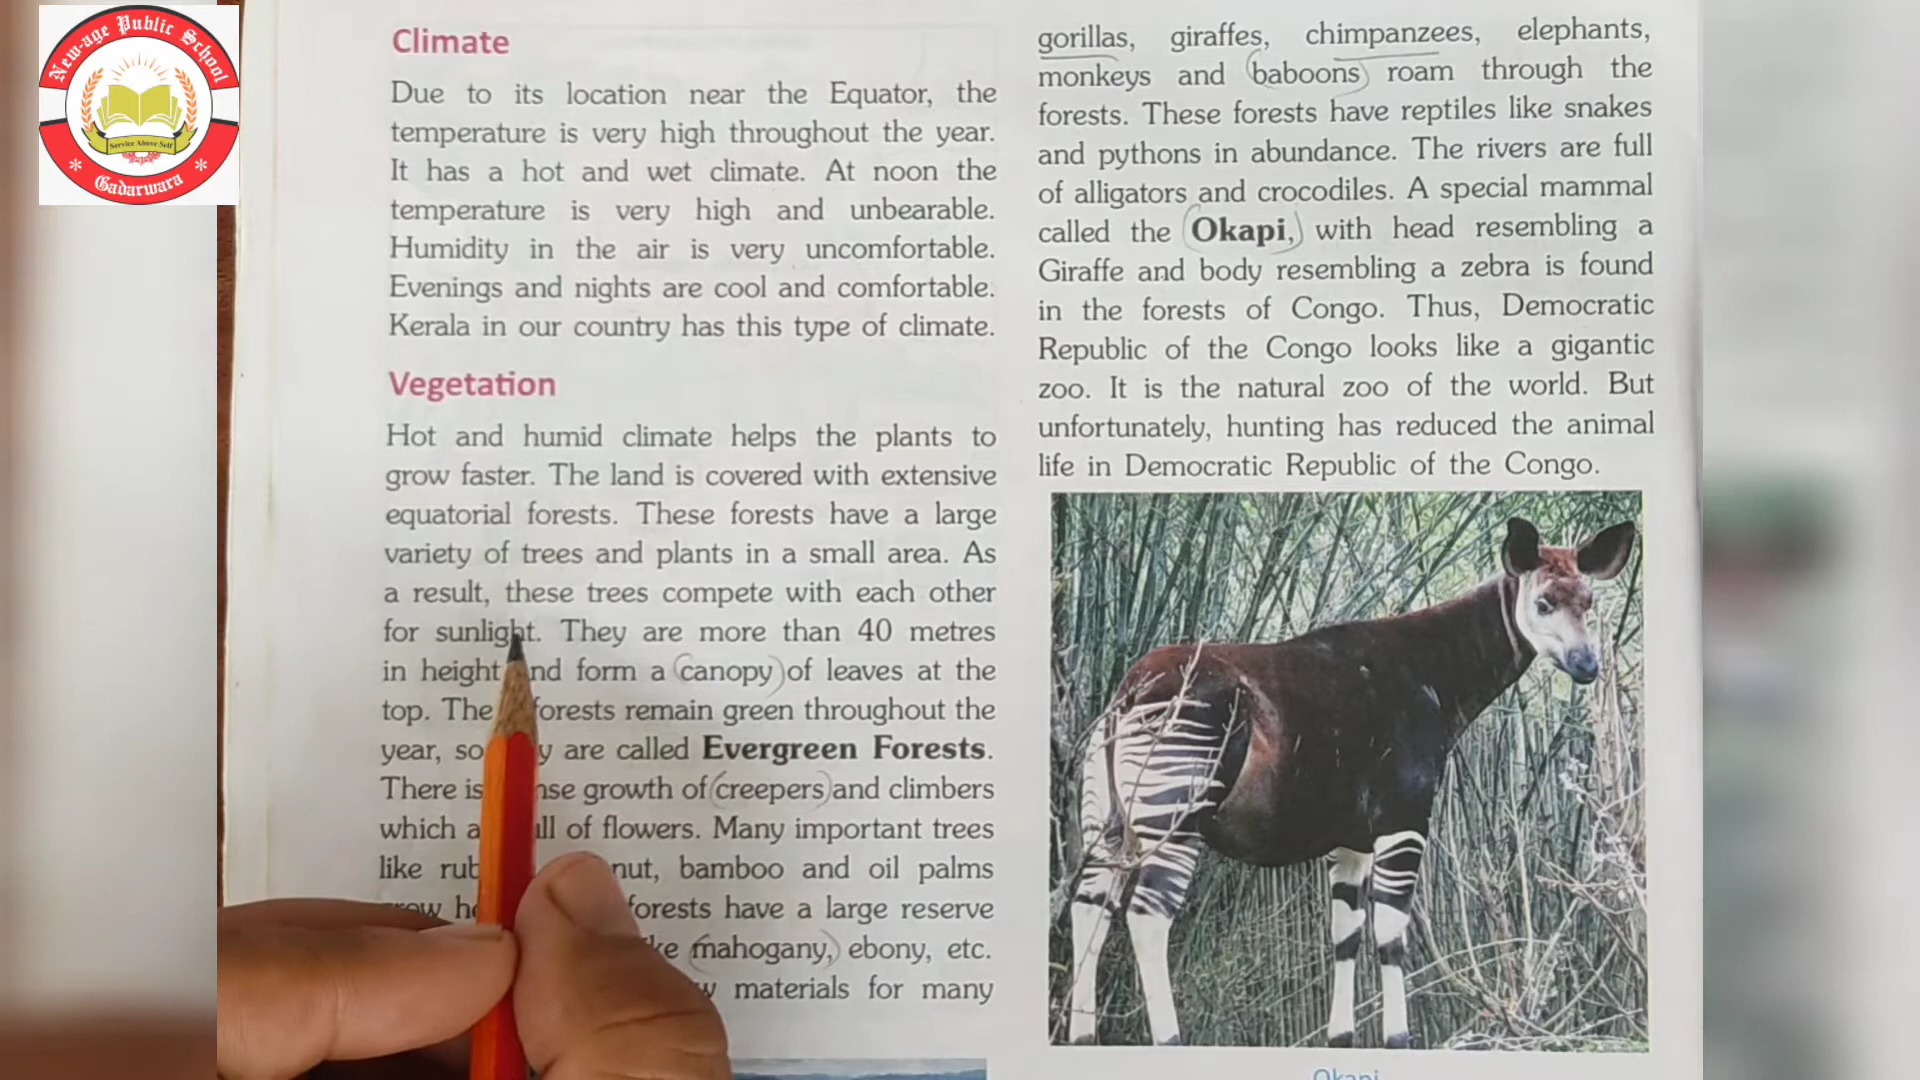 New-age Public School
Service Above Self
Gadarwara
Climate
Due to its location near the Equator, the
temperature is very high throughout the year.
It has a hot and wet climate. At noon the
temperature is very high and unbearable.
Humidity in the air is very uncomfortable.
Evenings and nights are cool and comfortable.
Kerala in our country has this type of climate.
Vegetation
Hot and humid climate helps the plants to
grow faster. The land is covered with extensive
equatorial forests. These forests have a large
variety of trees and plants in a small area. As
a result, these trees compete with each other
for sunlight. They are more than 40 metres
in height and form a canopy of leaves at the
top. The forests remain green throughout the
year, so are called Evergreen Forests.
There is growth of creepers and climbers
which of flowers. Many important trees
like bamboo and oil palms
grow forests have a large reserve
mahogany, ebony, etc.
materials for many
gorillas, giraffes, chimpanzees, elephants,
monkeys and baboons roam through the
forests. These forests have reptiles like snakes
and pythons in abundance. The rivers are full
of alligators and crocodiles. A special mammal
called the Okapi, with head resembling a
Giraffe and body resembling a zebra is found
in the forests of Congo. Thus, Democratic
Republic of the Congo looks like a gigantic
zoo. It is the natural zoo of the world. But
unfortunately, hunting has reduced the animal
life in Democratic Republic of the Congo.
Okapi